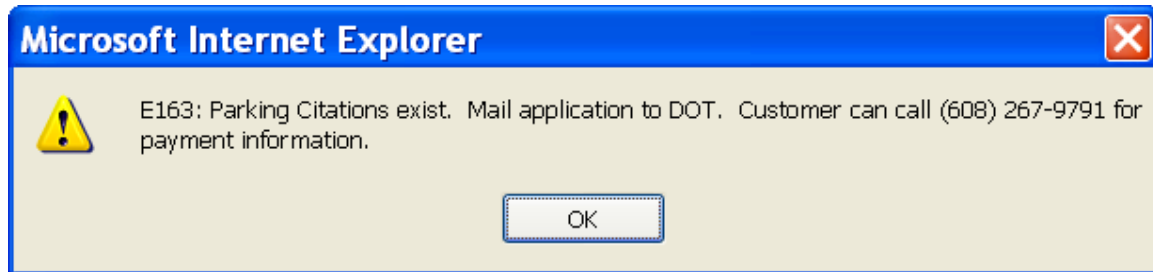 Microsoft Internet Explorer
E163: Parking Citations exist.  Mail application to DOT.  Customer can call (608) 267-9791 for
payment information.
OK